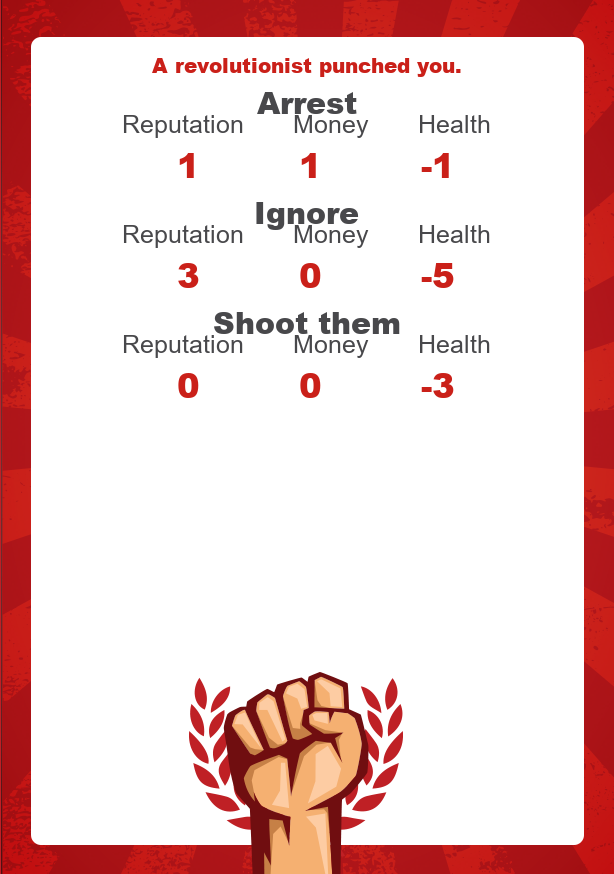 A revolutionist punched you.
Arrest
Reputation Money Health
1 1 -1
Ignore
Reputation Money Health
3 0 -5
Shoot them
Reputation Money Health
0 0 -3